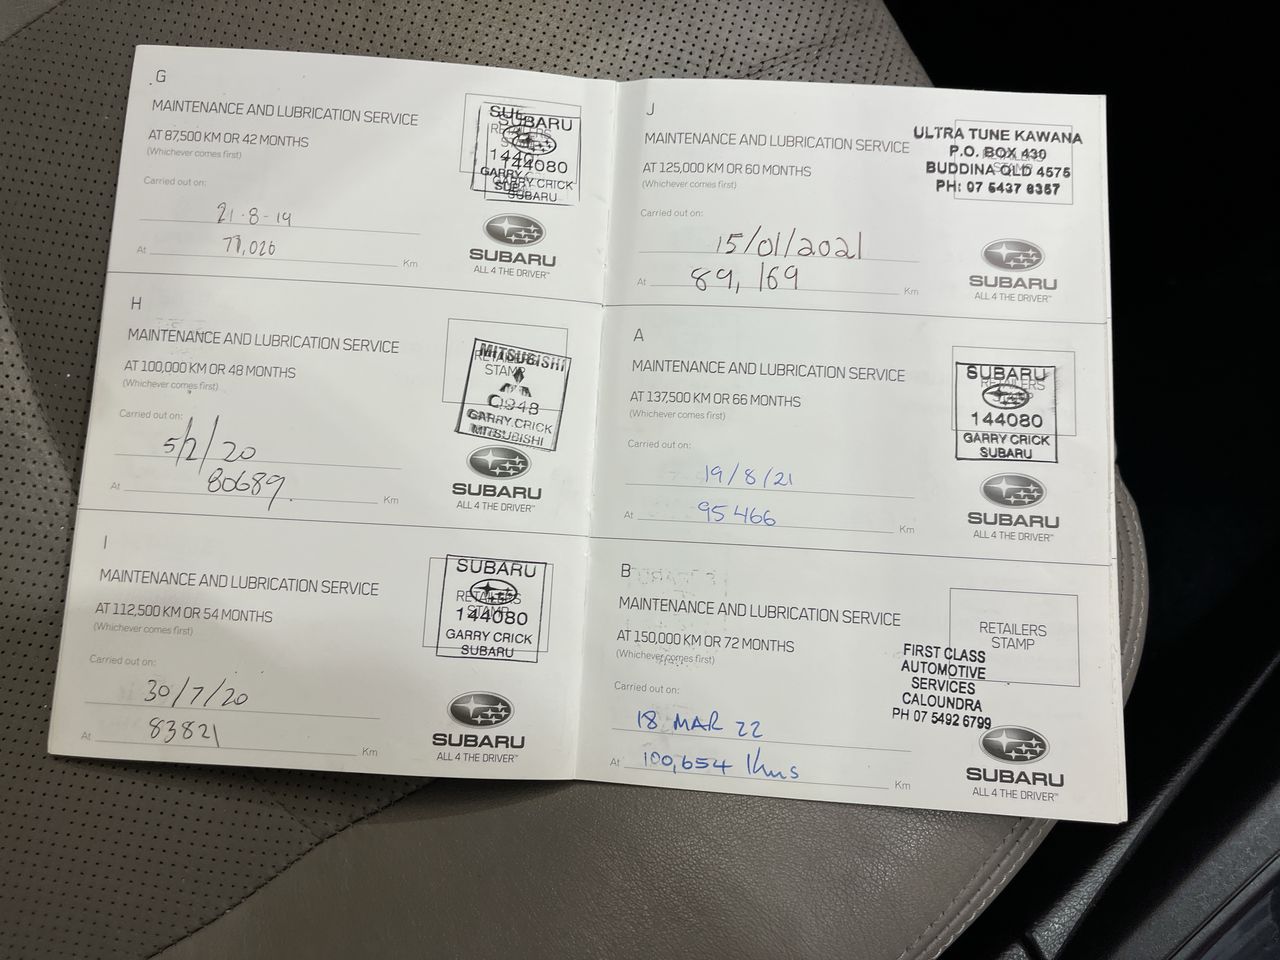 G
MAINTENANCE AND LUBRICATION SERVICE
AT 87,500 KM OR 42 MONTHS
(Whichever comes first)
Carried out on:
21-8-19
At 77,026 Km
SUBARU
144080
GARRY CRICK
SUBARU
SUBARU
ALL 4 THE DRIVER™
H
MAINTENANCE AND LUBRICATION SERVICE
AT 100,000 KM OR 48 MONTHS
(Whichever comes first)
Carried out on:
5/2/20
At 80689. Km
RETAILERS
STAMP
MITSUBISHI
GARRY CRICK
MITSUBISHI
SUBARU
ALL 4 THE DRIVER™
I
MAINTENANCE AND LUBRICATION SERVICE
AT 112,500 KM OR 54 MONTHS
(Whichever comes first)
Carried out on:
30/7/20
At 83821 Km
RETAILERS
STAMP
SUBARU
144080
GARRY CRICK
SUBARU
SUBARU
ALL 4 THE DRIVER™
J
MAINTENANCE AND LUBRICATION SERVICE
AT 125,000 KM OR 60 MONTHS
(Whichever comes first)
Carried out on:
15/01/2021
At 89,169 Km
ULTRA TUNE KAWANA
P.O. BOX 430
BUDDINA QLD 4575
PH: 07 5437 8357
SUBARU
ALL 4 THE DRIVER™
A
MAINTENANCE AND LUBRICATION SERVICE
AT 137,500 KM OR 66 MONTHS
(Whichever comes first)
Carried out on:
19/8/21
At 95466 Km
SUBARU
RETAILERS
STAMP
144080
GARRY CRICK
SUBARU
SUBARU
ALL 4 THE DRIVER™
B
MAINTENANCE AND LUBRICATION SERVICE
AT 150,000 KM OR 72 MONTHS
(Whichever comes first)
Carried out on:
18 MAR 22
At 100,654 Kms Km
RETAILERS
STAMP
FIRST CLASS
AUTOMOTIVE
SERVICES
CALOUNDRA
PH 07 5492 6799
SUBARU
ALL 4 THE DRIVER™